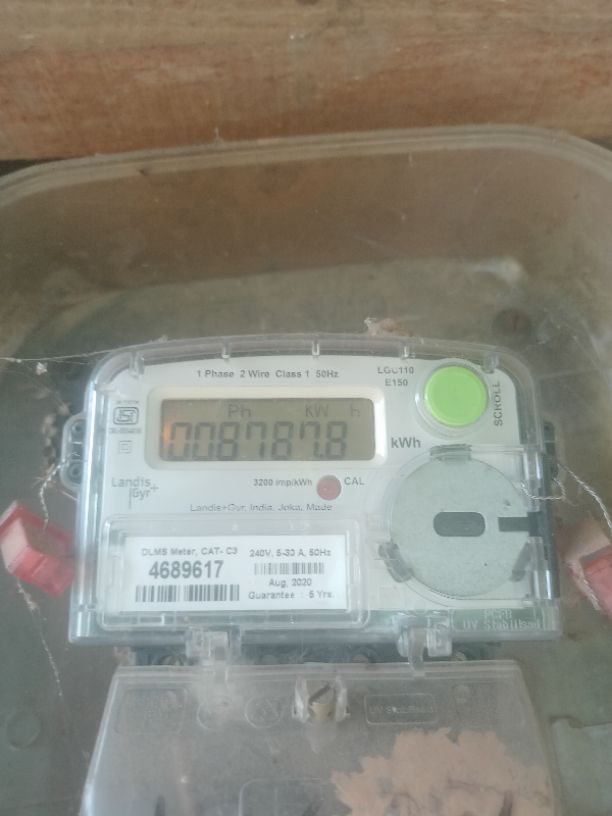 1 Phase 2 Wire Class 1 50Hz
LGC110
E150
SCROLL
Ph KW h
008787.8
kWh
3200 imp/kWh CAL
Landis
Gyr+
Landis+Gyr, India, Joka, Made
DLMS Meter, CAT- C3
4689617
240V, 5-30 A, 50Hz
Aug, 2020
Guarantee : 5 Yrs.
UV Stabilised